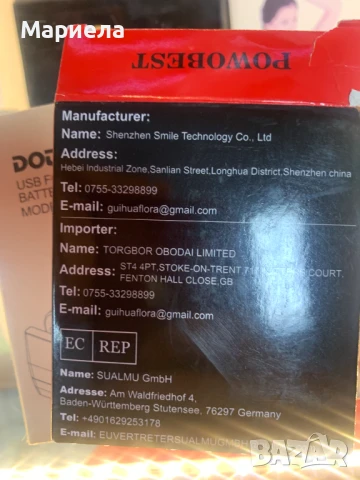 Мариела
POWOBEST
DOD
USB F
BATTE
MODE
Manufacturer:
Name: Shenzhen Smile Technology Co., Ltd
Address:
Hebei Industrial Zone,Sanlian Street,Longhua District,Shenzhen china
Tel: 0755-33298899
E-mail: guihuaflora@gmail.com
Importer:
Name: TORGBOR OBODAI LIMITED
Address: ST4 4PT,STOKE-ON-TRENT COURT,
FENTON HALL CLOSE,GB
Tel: 0755-33298899
E-mail: guihuaflora@gmail.com
EC REP
Name: SUALMU GmbH
Adresse: Am Waldfriedhof 4,
Baden-Württemberg Stutensee, 76297 Germany
Tel: +4901629253178
E-mail:
bazar